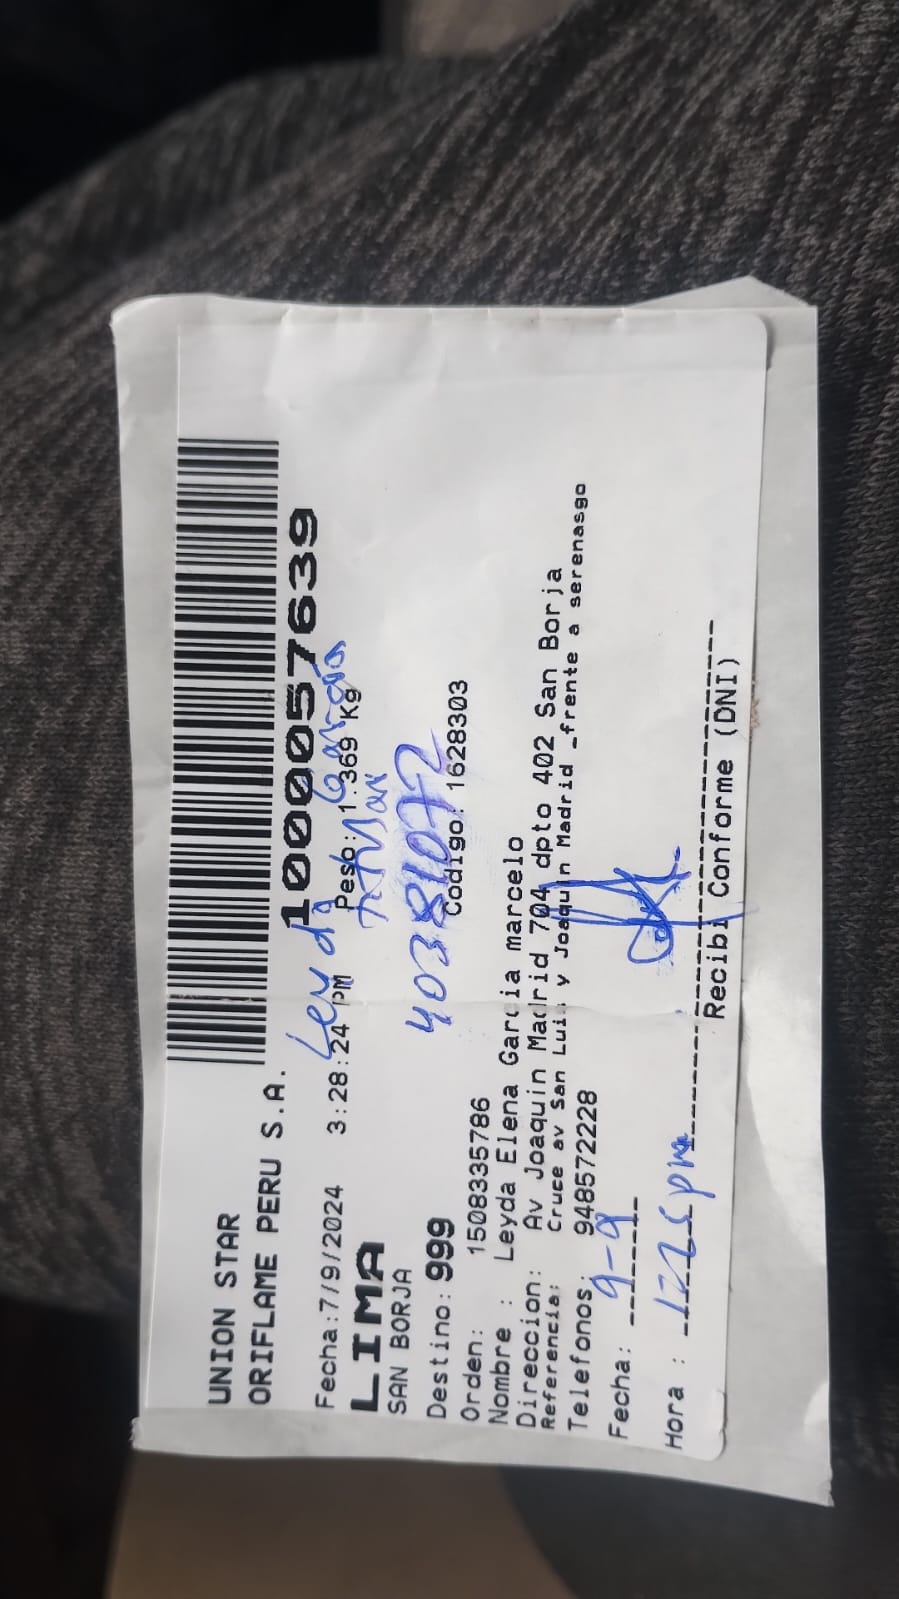 UNION STAR
ORIFLAME PERU S.A.
1000057639
Fecha:7/9/2024 3:28:24 PM Peso:1.369 Kg
Leyda Garcia
LIMA
Titular
SAN BORJA
40381072
Destino:999
Codigo: 1628303
Orden: 1508335786
Nombre : Leyda Elena Garcia marcelo
Direccion: Av Joaquin Madrid 704 dpto 402 San Borja
Referencia: Cruce av San Luis y Joaquin Madrid _frente a serenasgo
Telefonos: 948572228
Fecha: 9-9
Hora : 1225pm
Recibi Conforme (DNI)